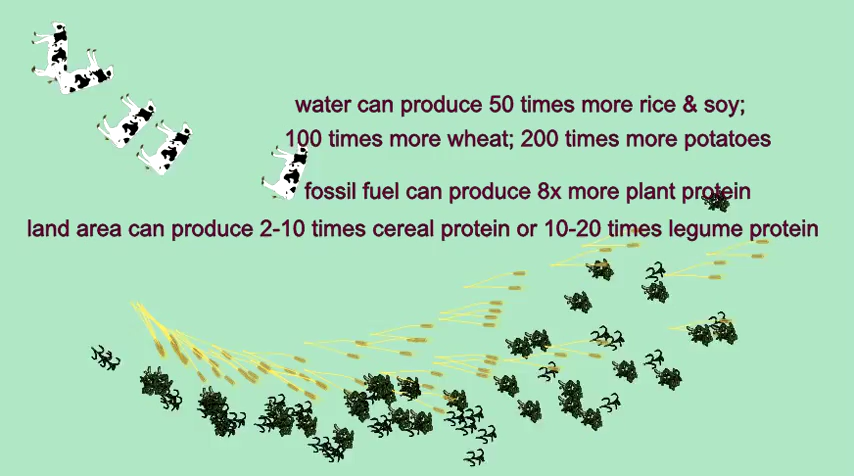 water can produce 50 times more rice & soy;
100 times more wheat; 200 times more potatoes
fossil fuel can produce 8x more plant protein
land area can produce 2-10 times cereal protein or 10-20 times legume protein